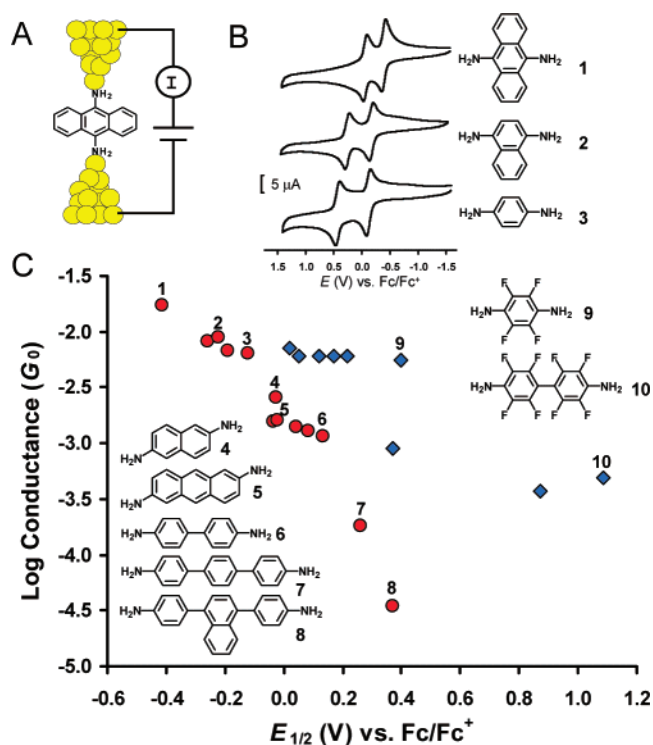 A
NH₂
NH₂
I
B
5 μA
1.5 1.0 0.5 0.0 -0.5 -1.0 -1.5
E (V) vs. Fc/Fc⁺
H₂N
NH₂
1
H₂N
NH₂
2
H₂N
NH₂
3
C
Log Conductance (G₀)
-1.5
-2.0
-2.5
-3.0
-3.5
-4.0
-4.5
-5.0
1
2
3
4
5
6
7
8
9
10
F F
H₂N NH₂
F F
9
F F F F
H₂N NH₂
F F F F
10
NH₂
H₂N
4
NH₂
H₂N
5
H₂N
NH₂
6
H₂N
NH₂
7
H₂N
NH₂
8
-0.6 -0.4 -0.2 0.0 0.2 0.4 0.6 0.8 1.0 1.2
E₁/₂ (V) vs. Fc/Fc⁺